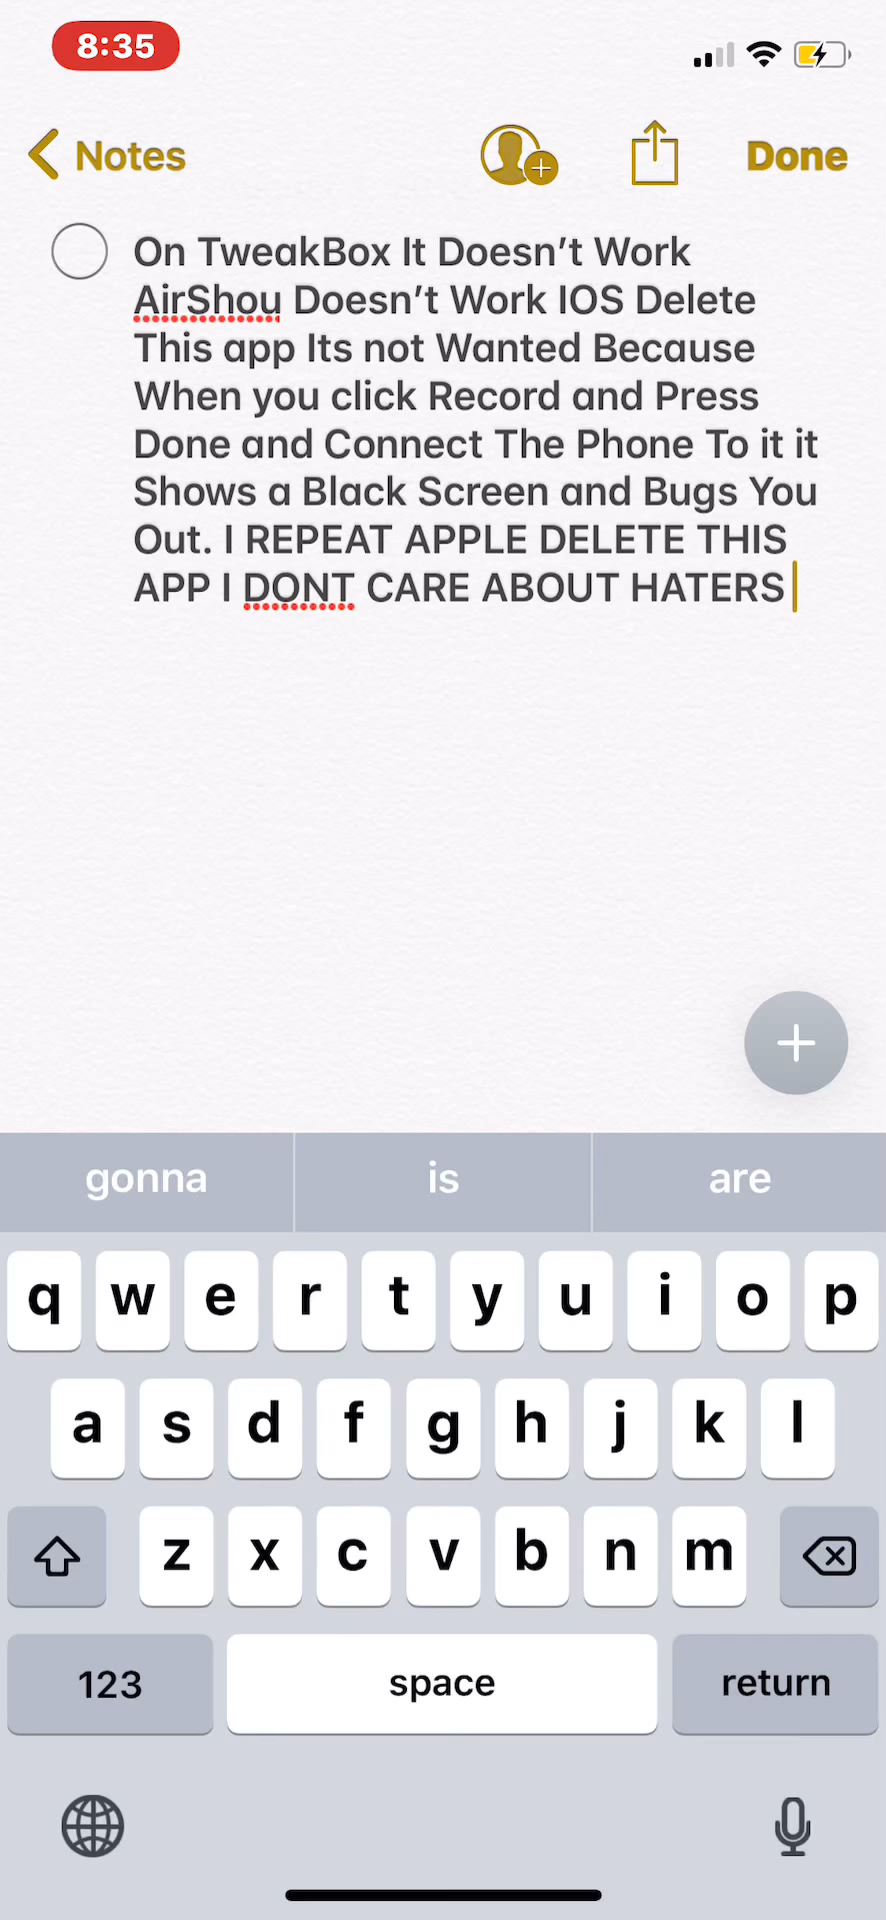 8:35
Notes
Done
On TweakBox It Doesn’t Work
AirShou Doesn’t Work IOS Delete
This app Its not Wanted Because
When you click Record and Press
Done and Connect The Phone To it it
Shows a Black Screen and Bugs You
Out. I REPEAT APPLE DELETE THIS
APP I DONT CARE ABOUT HATERS
gonna is are
q w e r t y u i o p
a s d f g h j k l
z x c v b n m
123 space return